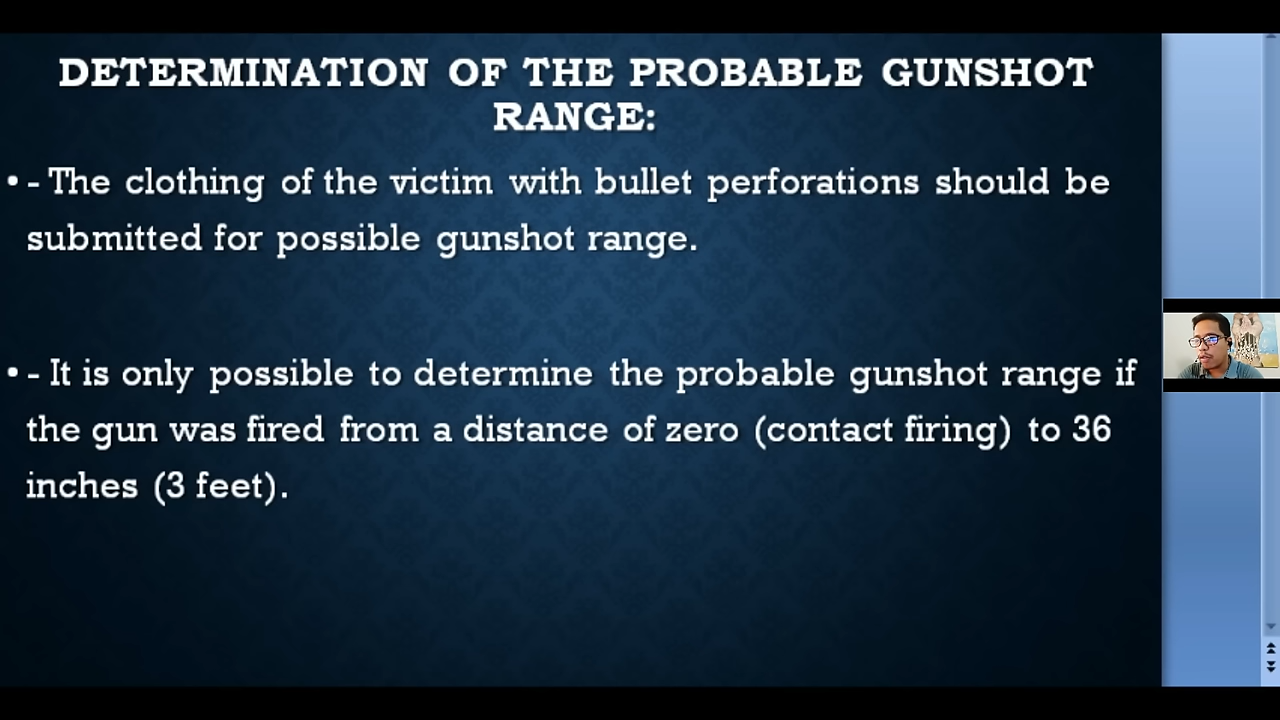 DETERMINATION OF THE PROBABLE GUNSHOT
RANGE:
• - The clothing of the victim with bullet perforations should be
submitted for possible gunshot range.
• - It is only possible to determine the probable gunshot range if
the gun was fired from a distance of zero (contact firing) to 36
inches (3 feet).